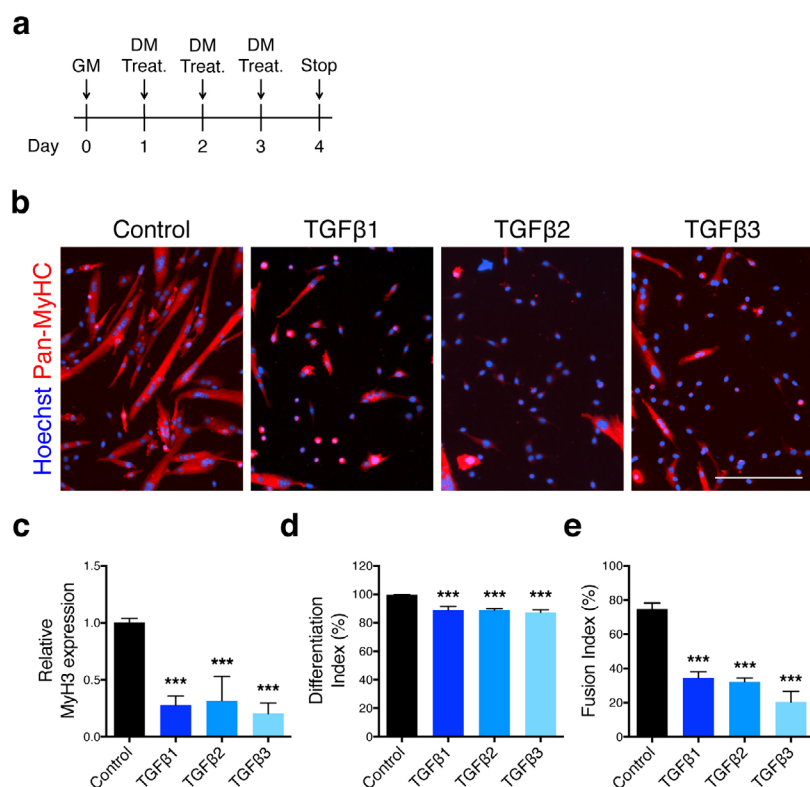 a
GM
DM
Treat.
DM
Treat.
DM
Treat.
Stop
Day 0 1 2 3 4
b
Control TGFβ1 TGFβ2 TGFβ3
Hoechst Pan-MyHC
c
Relative
MyH3 expression
1.5
1.0
0.5
0.0
***
***
***
Control TGFβ1 TGFβ2 TGFβ3
d
Differentiation
Index (%)
120
100
80
60
40
20
0
*** *** ***
Control TGFβ1 TGFβ2 TGFβ3
e
Fusion Index (%)
100
80
60
40
20
0
***
***
***
Control TGFβ1 TGFβ2 TGFβ3